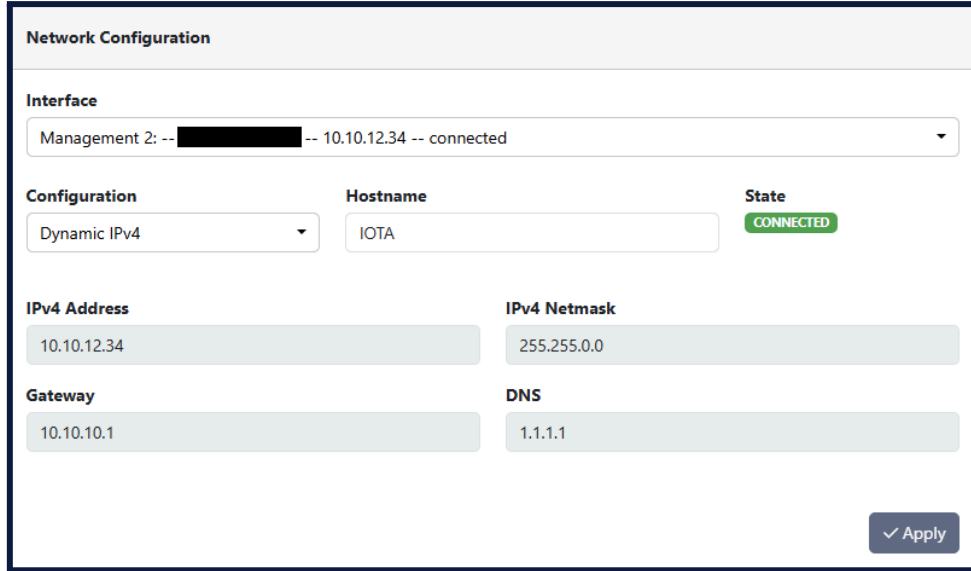 Network Configuration
Interface
Management 2: -- -- 10.10.12.34 -- connected
Configuration Hostname State
Dynamic IPv4 IOTA CONNECTED
IPv4 Address IPv4 Netmask
10.10.12.34 255.255.0.0
Gateway DNS
10.10.10.1 1.1.1.1
Apply